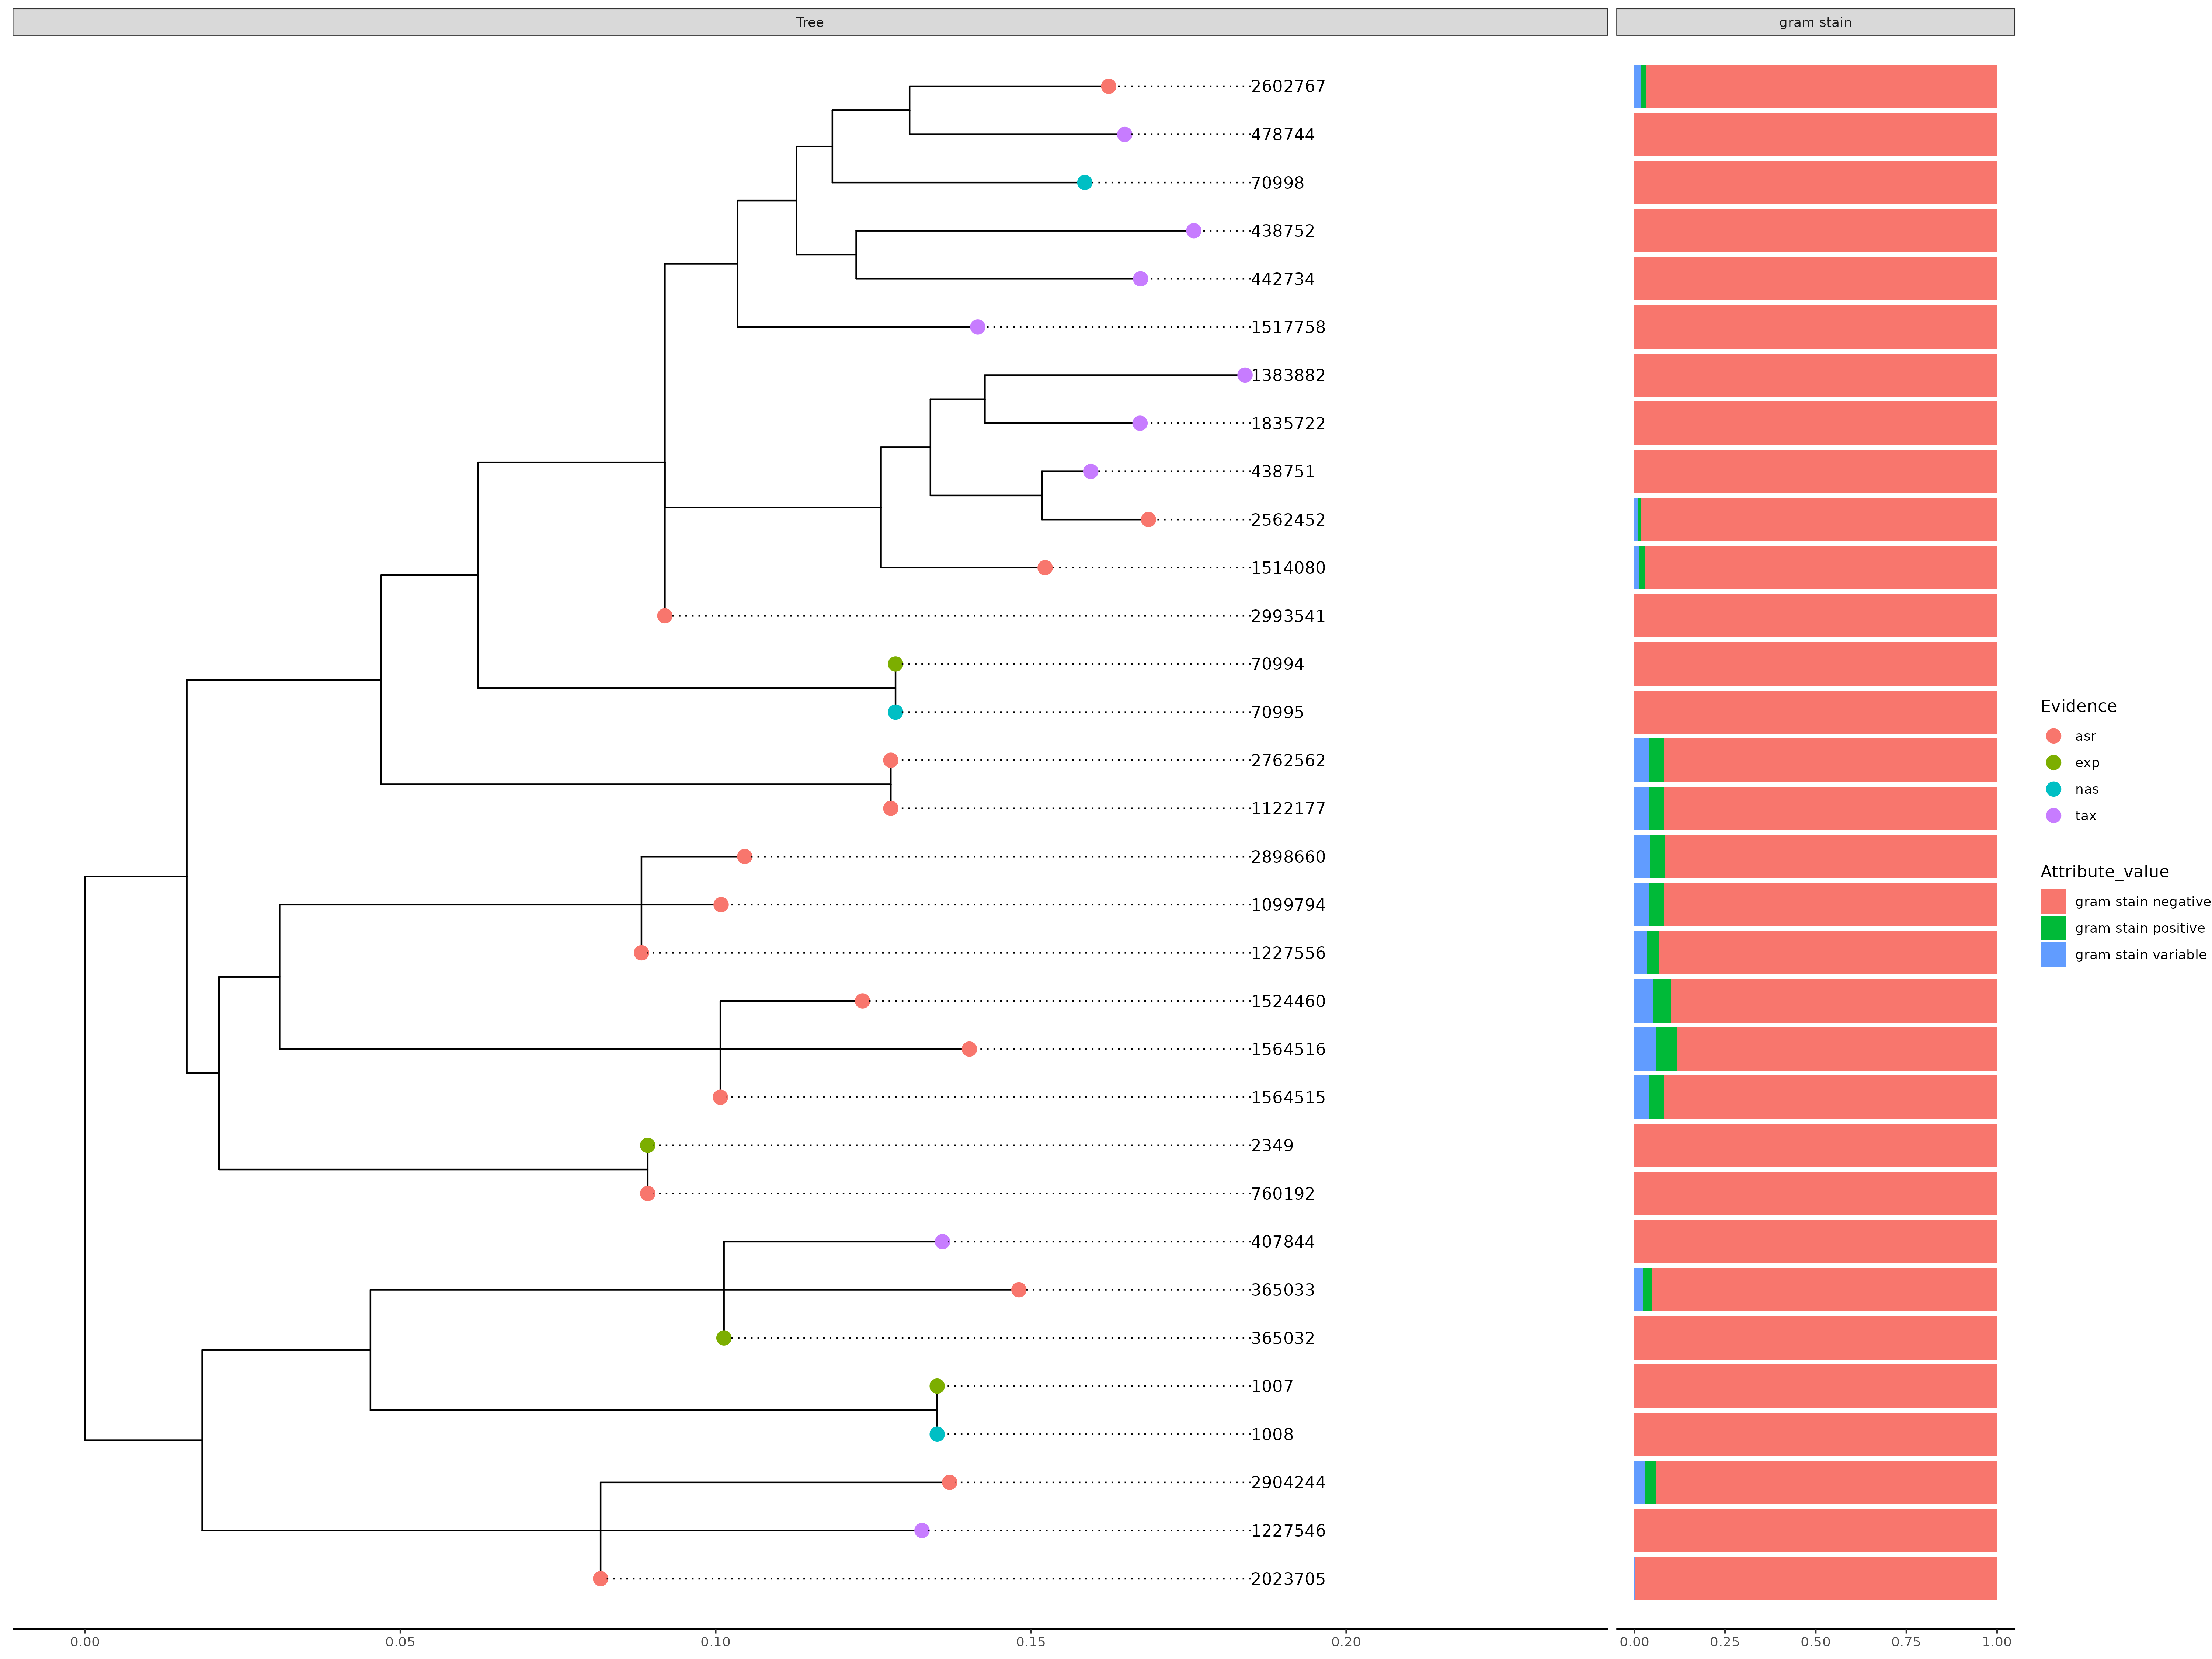 Tree
gram stain
2602767
478744
70998
438752
442734
1517758
1383882
1835722
438751
2562452
1514080
2993541
70994
70995
2762562
1122177
2898660
1099794
1227556
1524460
1564516
1564515
2349
760192
407844
365033
365032
1007
1008
2904244
1227546
2023705
0.00 0.05 0.10 0.15 0.20
0.00 0.25 0.50 0.75 1.00
Evidence
asr
exp
nas
tax
Attribute_value
gram stain negative
gram stain positive
gram stain variable